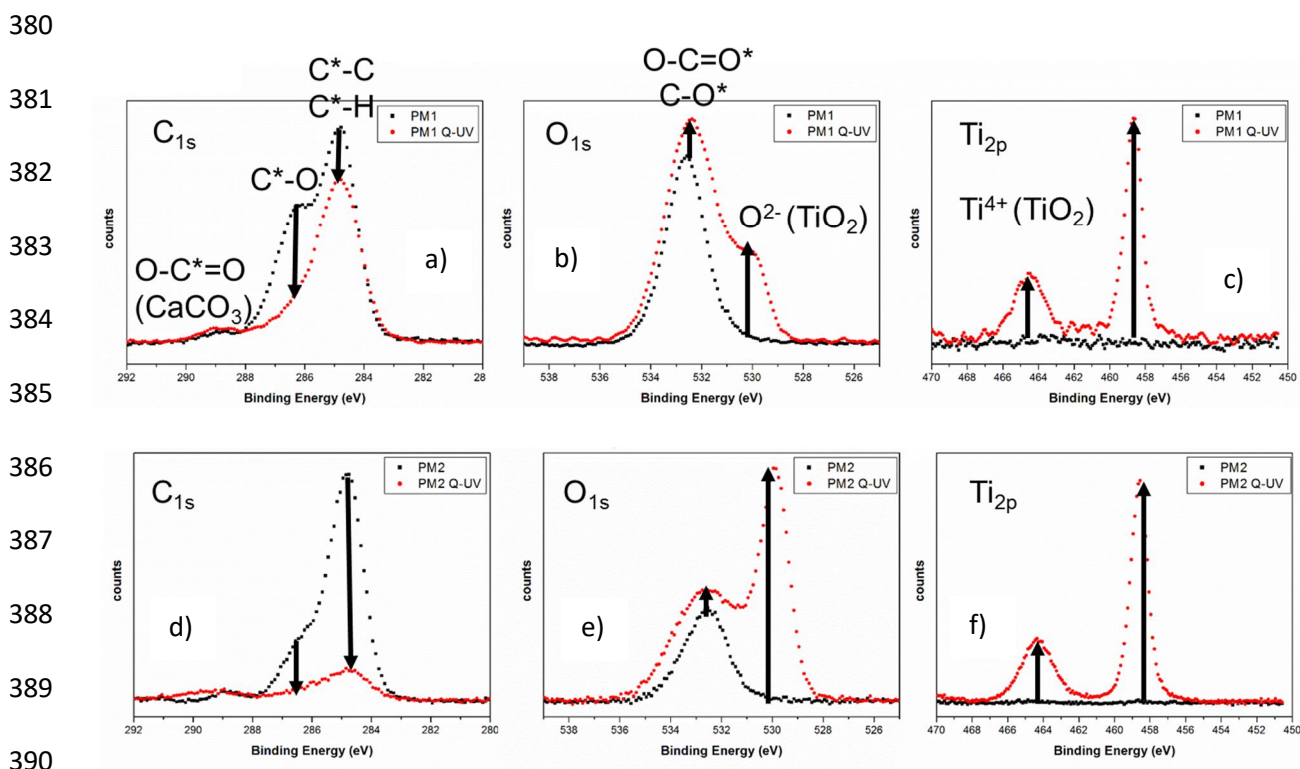 380
381
382
383
384
385
386
387
388
389
390
C*-C
C*-H
C1s
PM1
PM1 Q-UV
C*-O
O-C*=O
(CaCO3)
a)
counts
292 290 288 286 284 28
Binding Energy (eV)
O-C=O*
C-O*
O1s
PM1
PM1 Q-UV
O2- (TiO2)
b)
counts
538 536 534 532 530 528 526
Binding Energy (eV)
Ti2p
PM1
PM1 Q-UV
Ti4+ (TiO2)
c)
counts
470 468 466 464 462 460 458 456 454 452 450
Binding Energy (eV)
C1s
PM2
PM2 Q-UV
d)
counts
292 290 288 286 284 282 280
Binding Energy (eV)
O1s
PM2
PM2 Q-UV
e)
counts
538 536 534 532 530 528 526
Binding Energy (eV)
Ti2p
PM2
PM2 Q-UV
f)
counts
470 468 466 464 462 460 458 456 454 452 450
Binding Energy (eV)